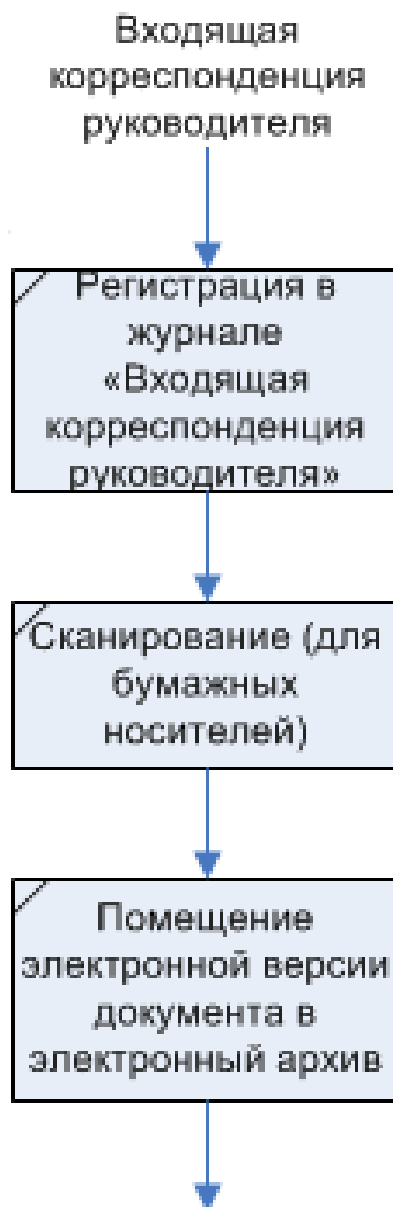 Входящая
корреспонденция
руководителя
Регистрация в
журнале
«Входящая
корреспонденция
руководителя»
Сканирование (для
бумажных
носителей)
Помещение
электронной версии
документа в
электронный архив